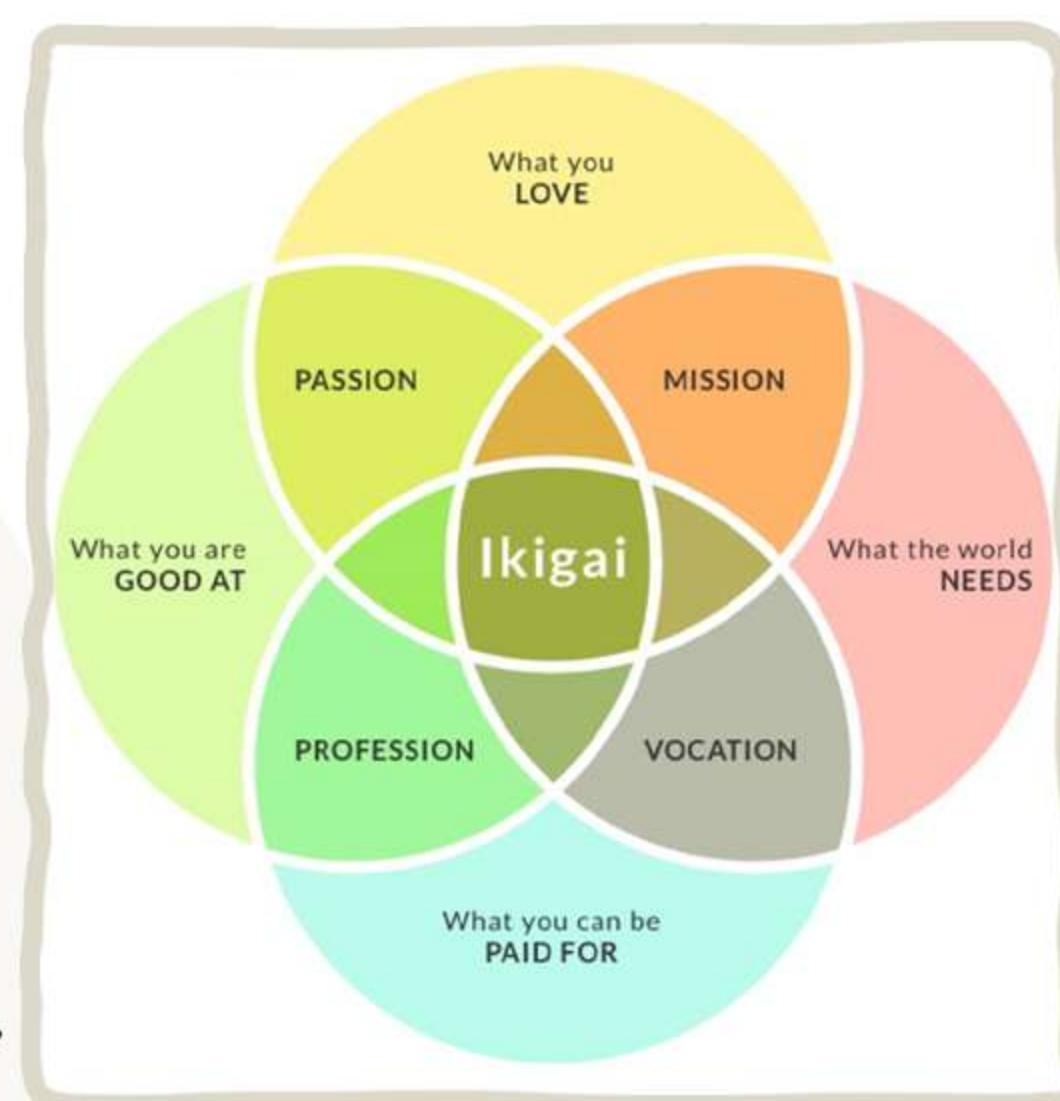 What you
LOVE
PASSION
MISSION
What you are
GOOD AT
Ikigai
What the world
NEEDS
PROFESSION
VOCATION
What you can be
PAID FOR